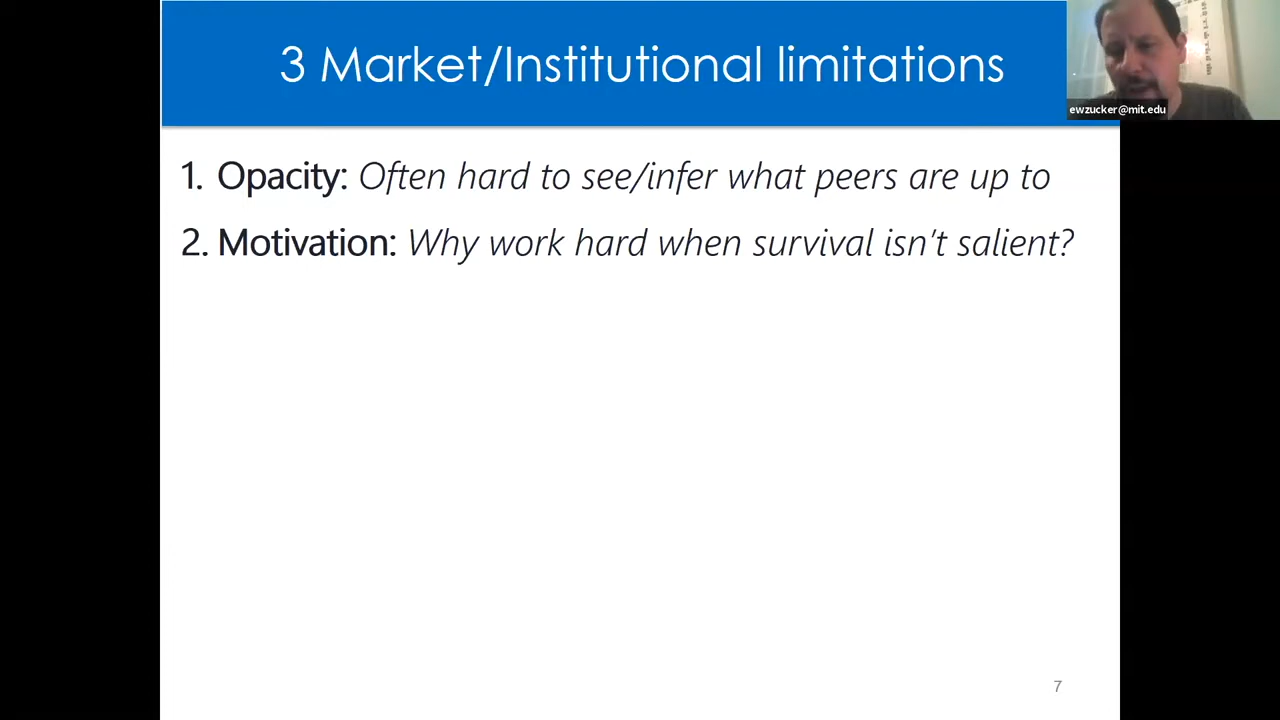 3 Market/Institutional limitations
ewzucker@mit.edu
1. Opacity: Often hard to see/infer what peers are up to
2. Motivation: Why work hard when survival isn't salient?
7